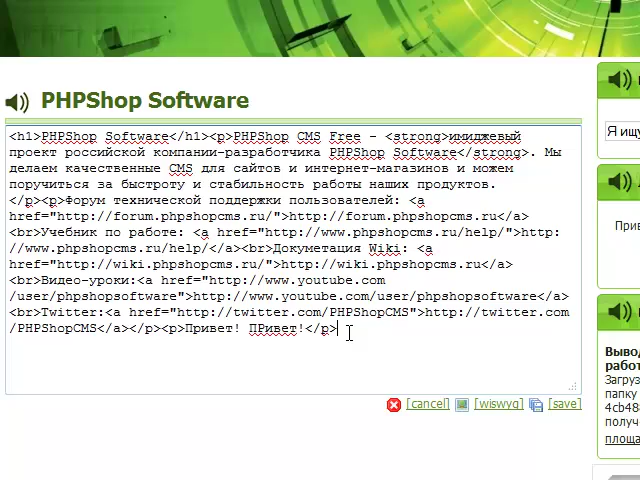 PHPShop Software
<h1>PHPShop Software</h1><p>PHPShop CMS Free - <strong>имиджевый
проект российской компании-разработчика PHPShop Software</strong>. Мы
делаем качественные CMS для сайтов и интернет-магазинов и можем
поручиться за быстроту и стабильность работы наших продуктов.
</p><p>Форум технической поддержки пользователей: <a
href="http://forum.phpshopcms.ru/">http://forum.phpshopcms.ru</a>
<br>Учебник по работе: <a href="http://www.phpshopcms.ru/help/">http:
//www.phpshopcms.ru/help/</a><br>Докуметация Wiki: <a
href="http://wiki.phpshopcms.ru/">http://wiki.phpshopcms.ru</a>
<br>Видео-уроки:<a href="http://www.youtube.com
/user/phpshopsoftware">http://www.youtube.com/user/phpshopsoftware</a>
<br>Twitter:<a href="http://twitter.com/PHPShopCMS">http://twitter.com
/PHPShopCMS</a></p><p>Привет! ПРивет!</p>
[cancel] [wiswyg] [save]
Я ищу
Прив
Выво
работ
Загруз
папку
4cb48
получ
площа